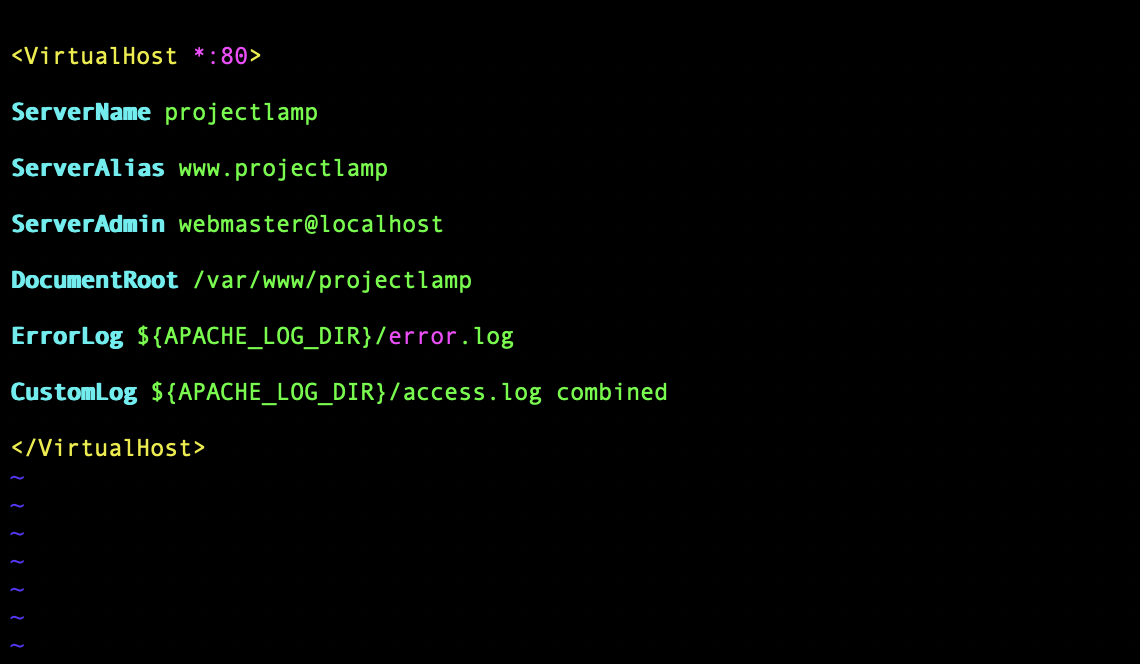 <VirtualHost *:80>
ServerName projectlamp
ServerAlias www.projectlamp
ServerAdmin webmaster@localhost
DocumentRoot /var/www/projectlamp
ErrorLog ${APACHE_LOG_DIR}/error.log
CustomLog ${APACHE_LOG_DIR}/access.log combined
</VirtualHost>
~
~
~
~
~
~
~